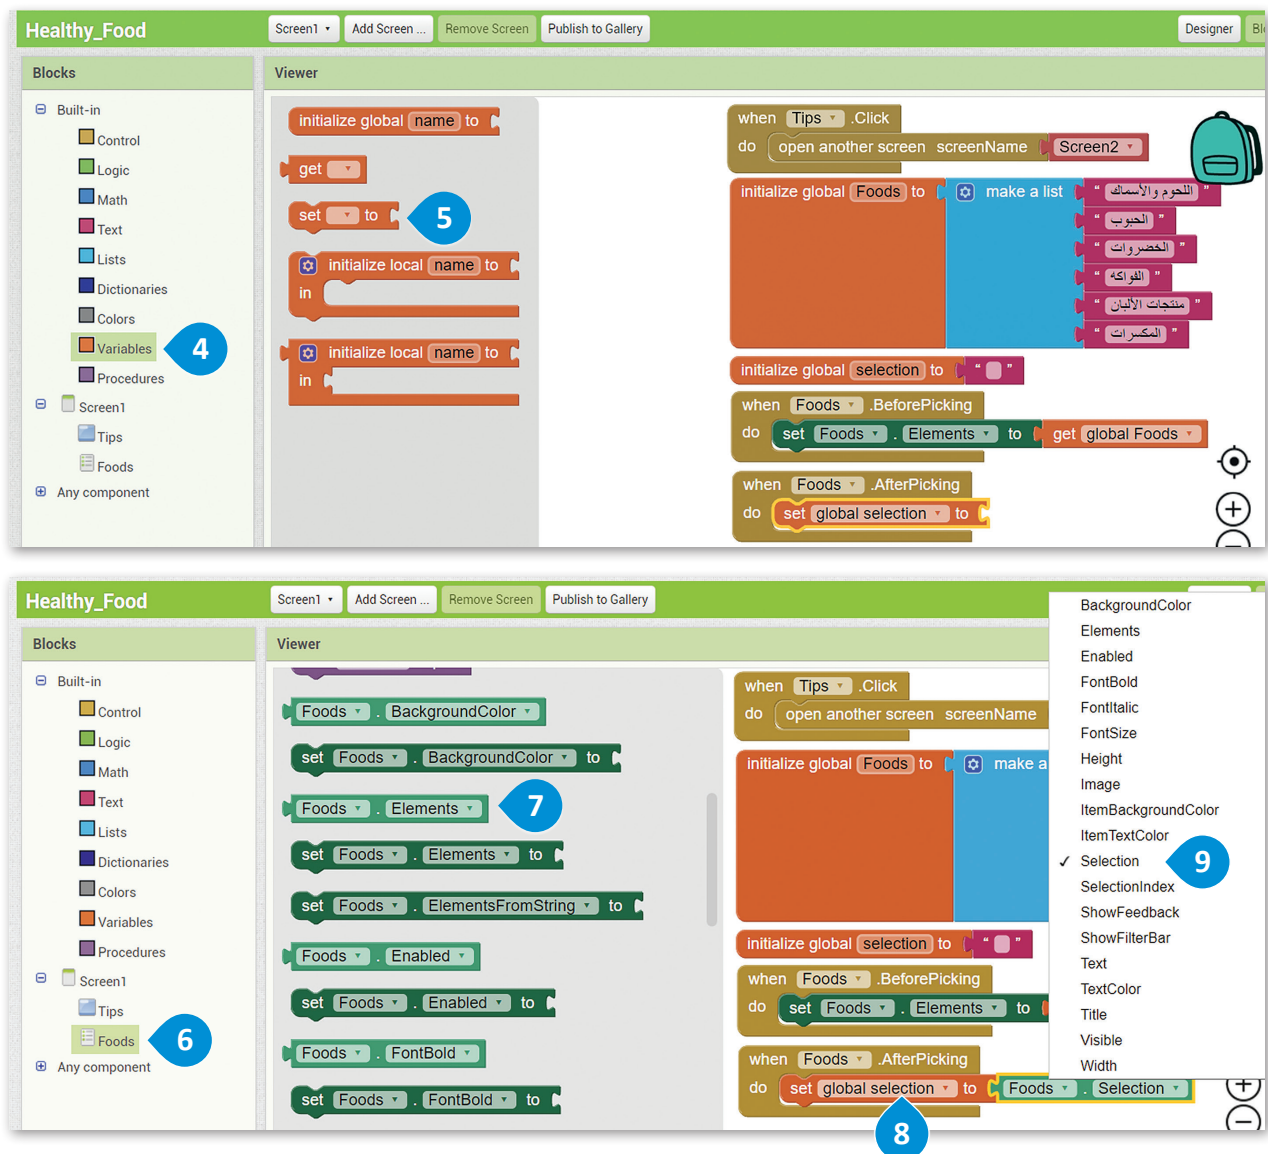 Healthy_Food Screen1 Add Screen ... Remove Screen Publish to Gallery Designer
Blocks
Viewer
Built-in
Control
Logic
Math
Text
Lists
Dictionaries
Colors
Variables
4
Procedures
Screen1
Tips
Foods
Any component
initialize global name to
get
set to
5
initialize local name to
in
initialize local name to
in
when Tips .Click
do open another screen screenName Screen2
initialize global Foods to make a list " اللحوم والأسماك "
" الحبوب "
" الخضروات "
" الفواكه "
" منتجات الألبان "
" المكسرات "
initialize global selection to " "
when Foods .BeforePicking
do set Foods . Elements to get global Foods
when Foods .AfterPicking
do set global selection to
Healthy_Food Screen1 Add Screen ... Remove Screen Publish to Gallery
Blocks
Viewer
Built-in
Control
Logic
Math
Text
Lists
Dictionaries
Colors
Variables
Procedures
Screen1
Tips
Foods
6
Any component
Foods . BackgroundColor
set Foods . BackgroundColor to
Foods . Elements
7
set Foods . Elements to
set Foods . ElementsFromString to
Foods . Enabled
set Foods . Enabled to
Foods . FontBold
set Foods . FontBold to
when Tips .Click
do open another screen screenName
initialize global Foods to make a
initialize global selection to " "
when Foods .BeforePicking
do set Foods . Elements to
when Foods .AfterPicking
do set global selection to Foods . Selection
8
BackgroundColor
Elements
Enabled
FontBold
FontItalic
FontSize
Height
Image
ItemBackgroundColor
ItemTextColor
✓ Selection
9
SelectionIndex
ShowFeedback
ShowFilterBar
Text
TextColor
Title
Visible
Width